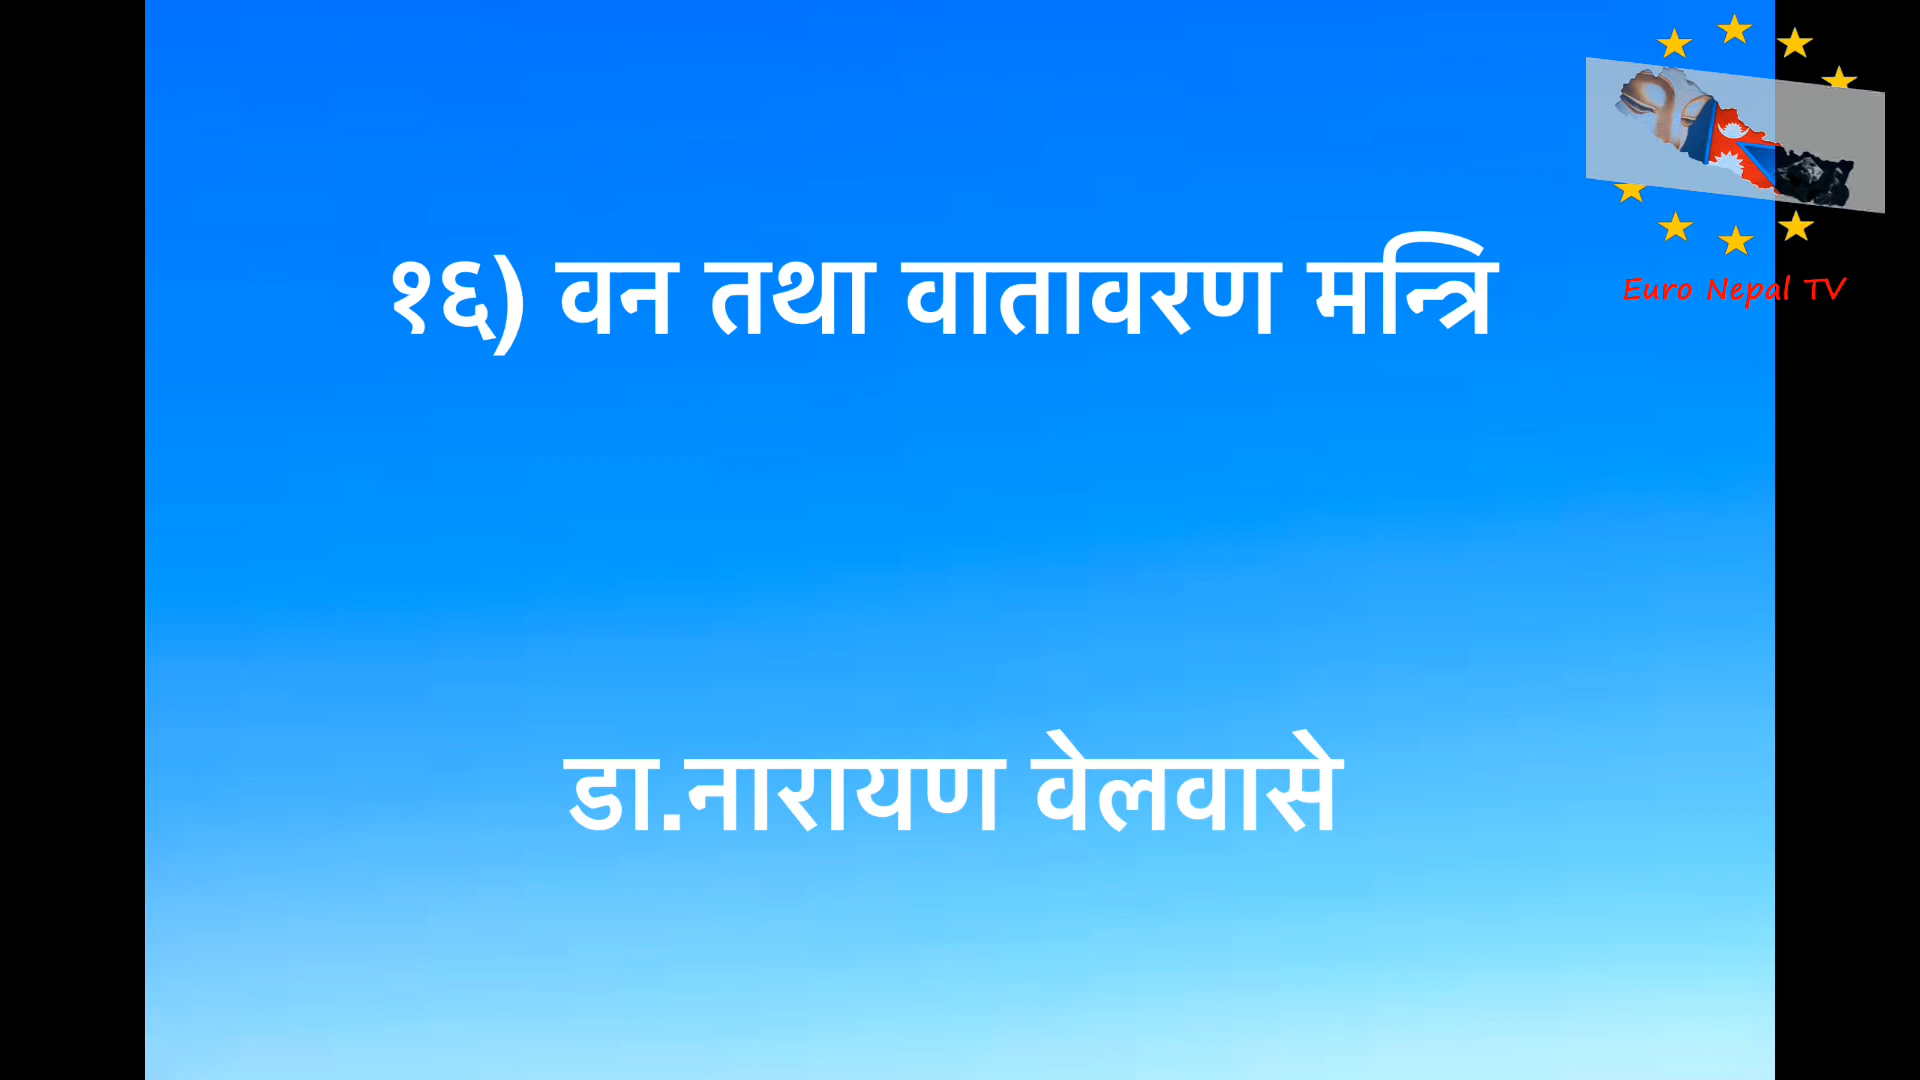 १६) वन तथा वातावरण मन्त्रि
Euro Nepal TV
डा.नारायण वेलवासे